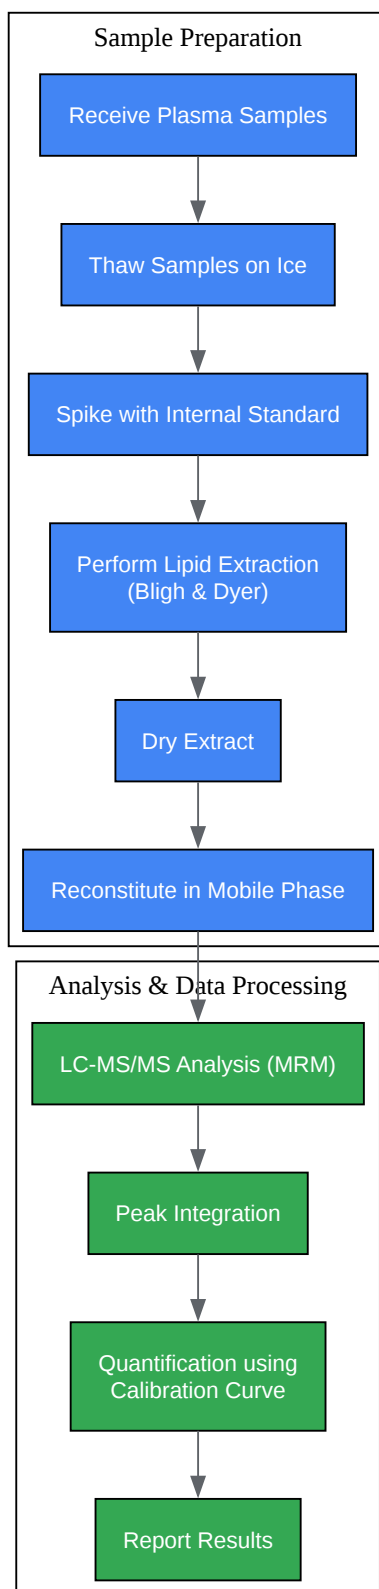 Sample Preparation
Receive Plasma Samples
Thaw Samples on Ice
Spike with Internal Standard
Perform Lipid Extraction
(Bligh & Dyer)
Dry Extract
Reconstitute in Mobile Phase
Analysis & Data Processing
LC-MS/MS Analysis (MRM)
Peak Integration
Quantification using
Calibration Curve
Report Results